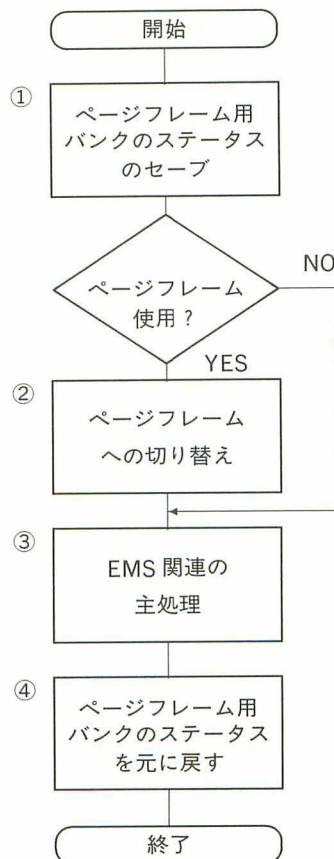 開始
①
ページフレーム用
バンクのステータス
のセーブ
NO
ページフレーム
使用?
YES
②
ページフレーム
への切り替え
③
EMS 関連の
主処理
④
ページフレーム用
バンクのステータス
を元に戻す
終了